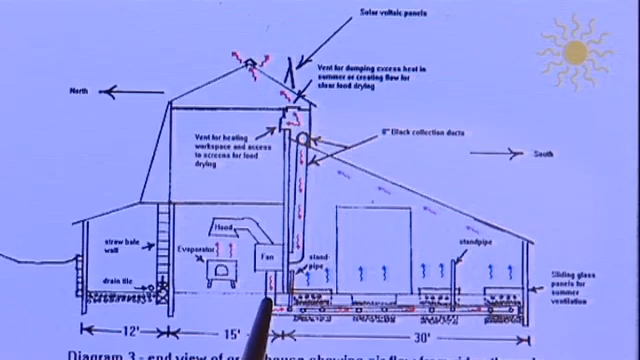 Solar voltaic panels
Vent for dumping excess heat in
summer or creating flow for
solar food drying
North
Vent for heating
workspace and access
to screens for food
drying
6" Black collection ducts
South
Hood
straw bale
wall
Evaporator
Fan
stand
pipe
standpipe
drain tile
Sliding glass
panels for
summer
ventilation
12'
15'
30'
Diagram 3 - end view of